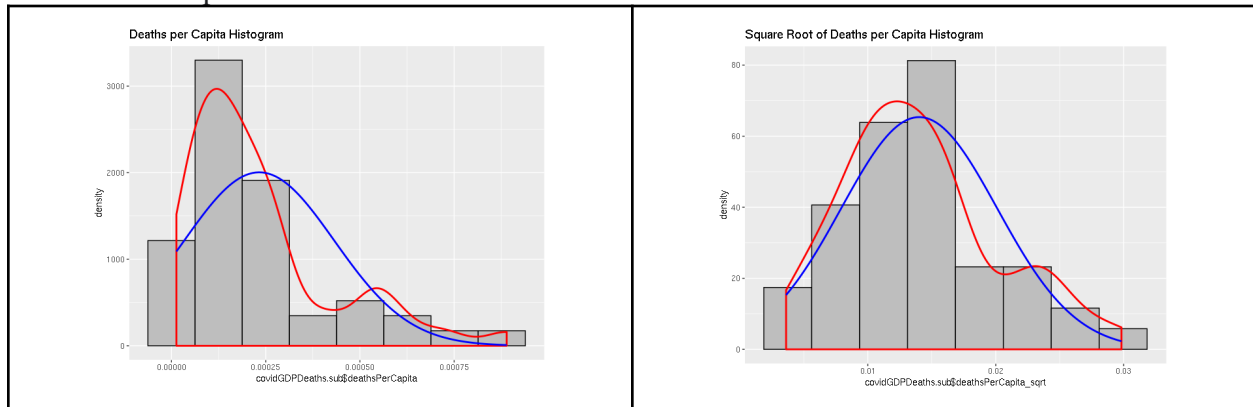 Deaths per Capita Histogram
3000
2000
1000
0
density
0.00000 0.00025 0.00050 0.00075
covidGDPDeaths.sub$deathsPerCapita
Square Root of Deaths per Capita Histogram
80
60
40
20
0
density
0.01 0.02 0.03
covidGDPDeaths.sub$deathsPerCapita_sqrt